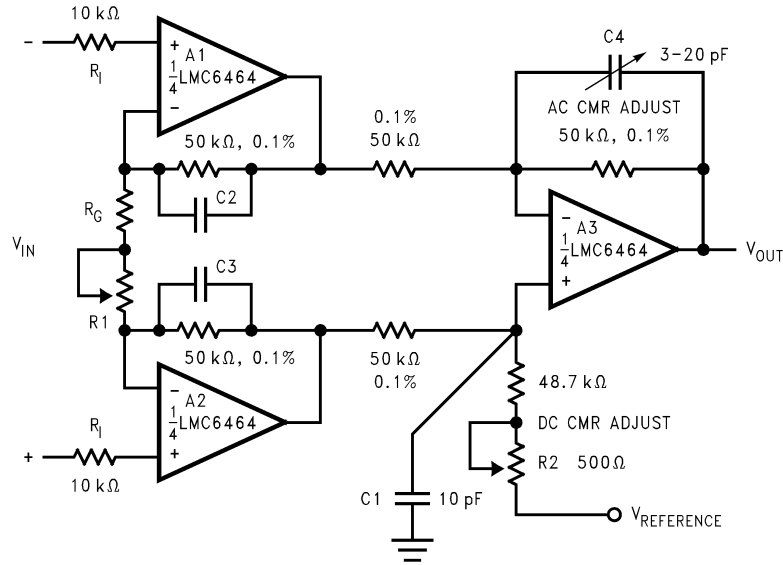 10 kΩ
−
R_I
+
A1
1/4 LMC6464
−
C4
3–20 pF
AC CMR ADJUST
50 kΩ, 0.1%
0.1%
50 kΩ
50 kΩ, 0.1%
C2
R_G
V_IN
R1
C3
50 kΩ, 0.1%
−
A3
1/4 LMC6464
+
V_OUT
50 kΩ
0.1%
−
A2
1/4 LMC6464
+
R_I
+
10 kΩ
48.7 kΩ
DC CMR ADJUST
R2 500Ω
C1
10 pF
V_REFERENCE